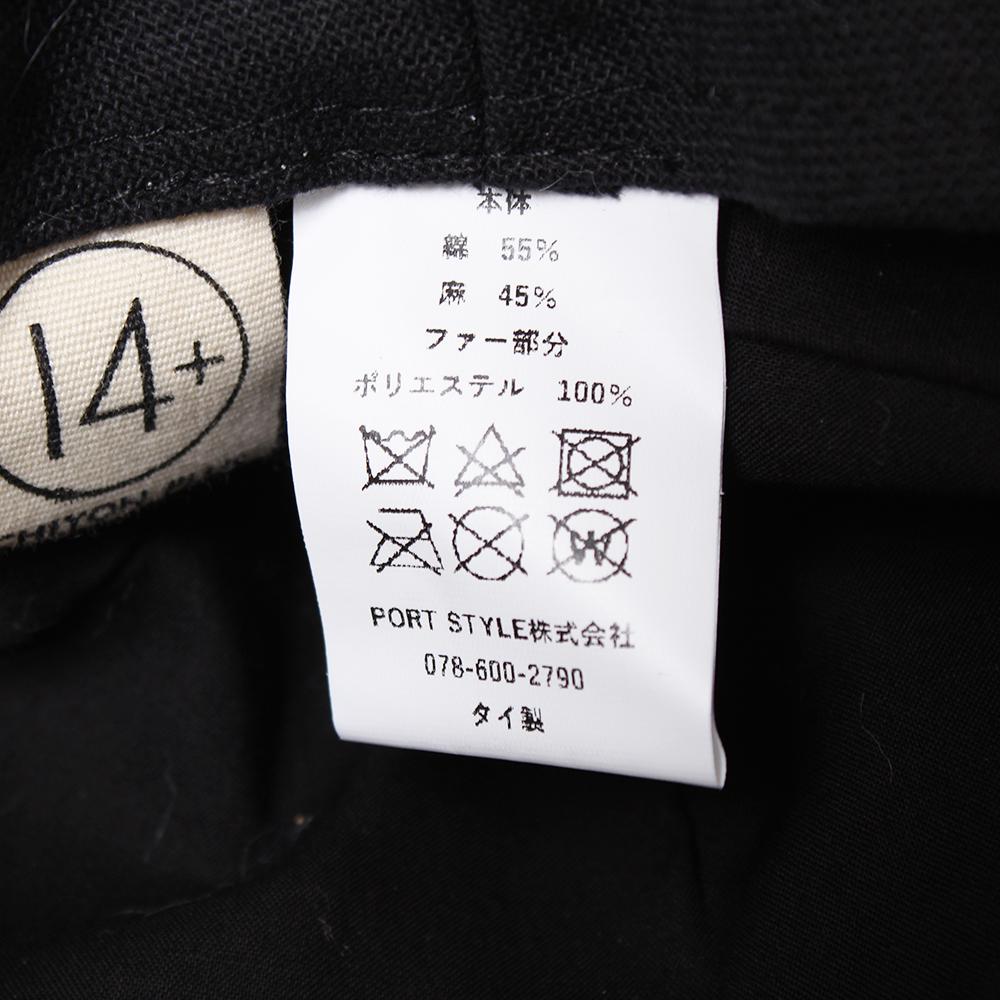 14+
本体
綿 55%
麻 45%
ファー部分
ポリエステル 100%
W
PORT STYLE株式会社
078-600-2790
タイ製